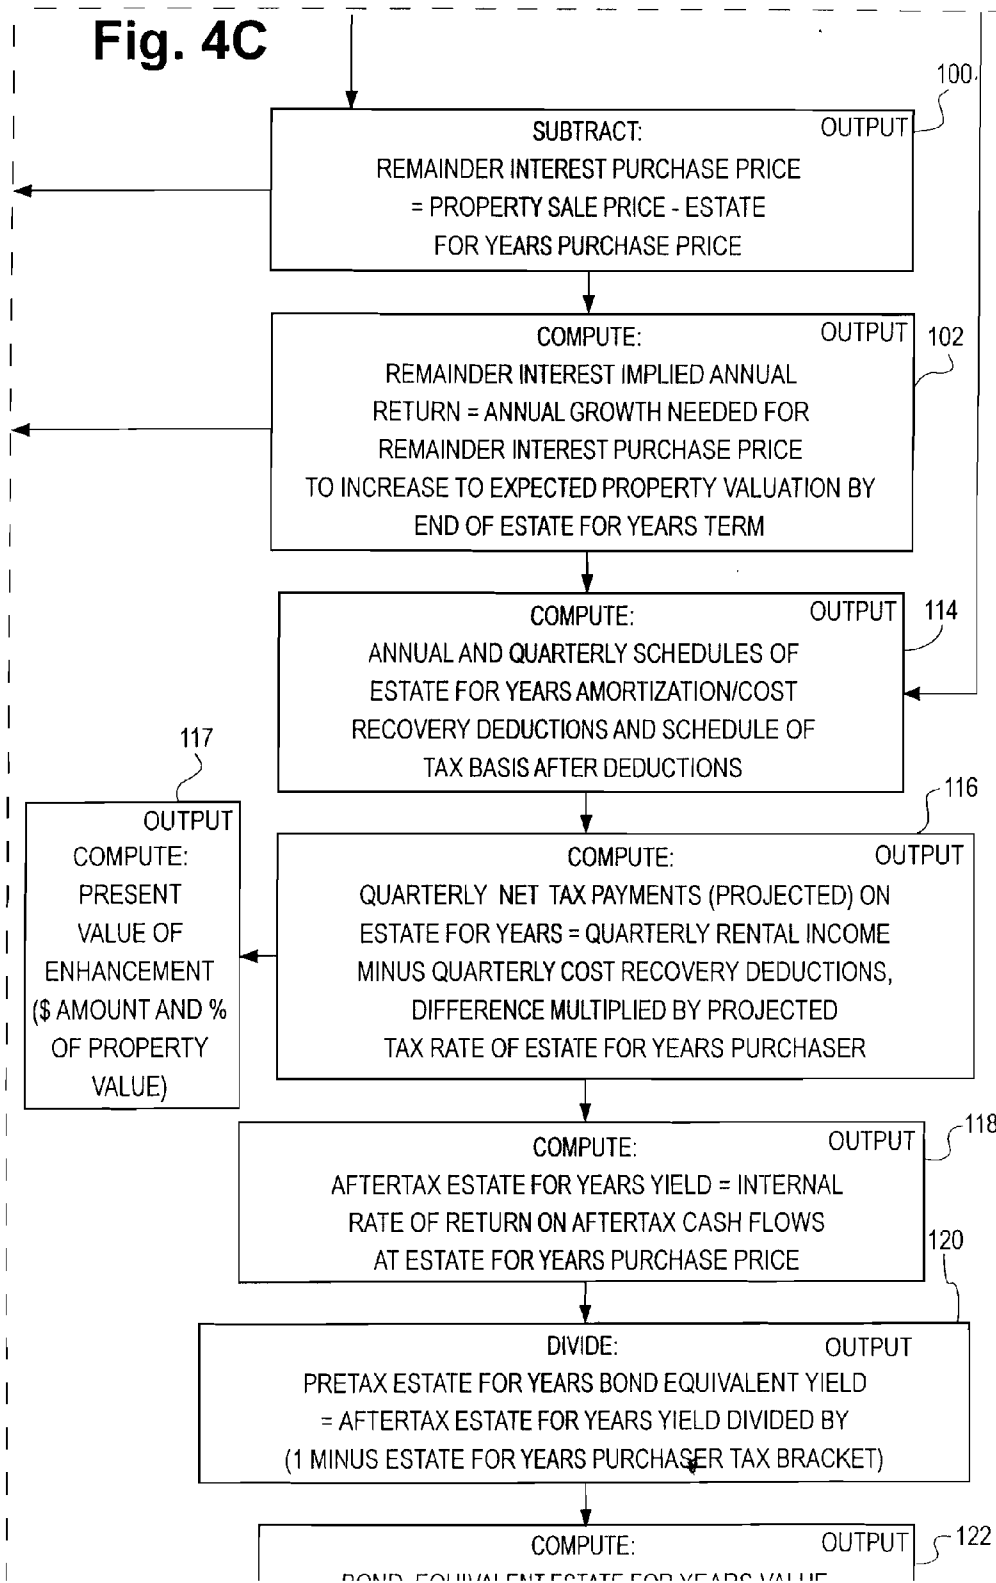 Fig. 4C
100
OUTPUT
SUBTRACT:
REMAINDER INTEREST PURCHASE PRICE
= PROPERTY SALE PRICE - ESTATE
FOR YEARS PURCHASE PRICE
OUTPUT
102
COMPUTE:
REMAINDER INTEREST IMPLIED ANNUAL
RETURN = ANNUAL GROWTH NEEDED FOR
REMAINDER INTEREST PURCHASE PRICE
TO INCREASE TO EXPECTED PROPERTY VALUATION BY
END OF ESTATE FOR YEARS TERM
OUTPUT
114
COMPUTE:
ANNUAL AND QUARTERLY SCHEDULES OF
ESTATE FOR YEARS AMORTIZATION/COST
RECOVERY DEDUCTIONS AND SCHEDULE OF
TAX BASIS AFTER DEDUCTIONS
117
OUTPUT
COMPUTE:
PRESENT
VALUE OF
ENHANCEMENT
($ AMOUNT AND %
OF PROPERTY
VALUE)
116
OUTPUT
COMPUTE:
QUARTERLY NET TAX PAYMENTS (PROJECTED) ON
ESTATE FOR YEARS = QUARTERLY RENTAL INCOME
MINUS QUARTERLY COST RECOVERY DEDUCTIONS,
DIFFERENCE MULTIPLIED BY PROJECTED
TAX RATE OF ESTATE FOR YEARS PURCHASER
118
OUTPUT
COMPUTE:
AFTERTAX ESTATE FOR YEARS YIELD = INTERNAL
RATE OF RETURN ON AFTERTAX CASH FLOWS
AT ESTATE FOR YEARS PURCHASE PRICE
120
OUTPUT
DIVIDE:
PRETAX ESTATE FOR YEARS BOND EQUIVALENT YIELD
= AFTERTAX ESTATE FOR YEARS YIELD DIVIDED BY
(1 MINUS ESTATE FOR YEARS PURCHASER TAX BRACKET)
OUTPUT
122
COMPUTE:
BOND-EQUIVALENT ESTATE FOR YEARS VALUE